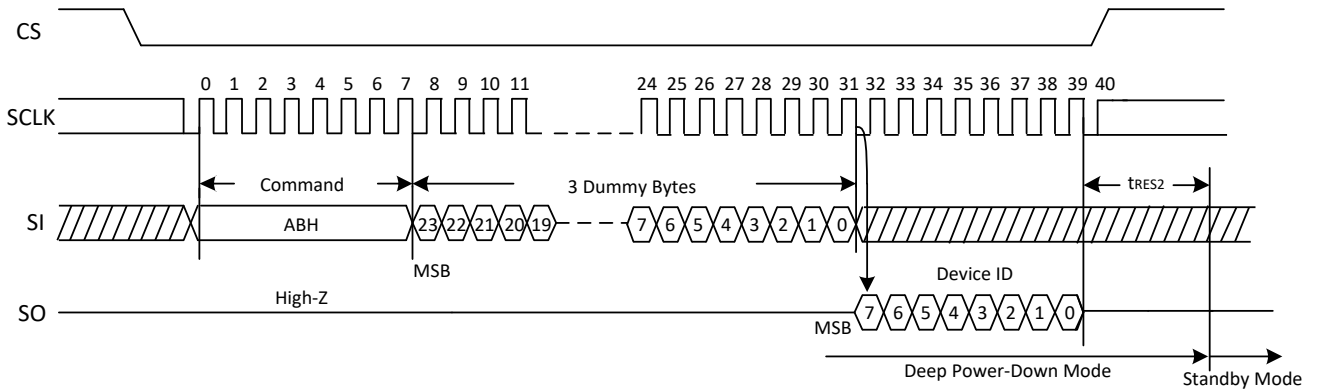 CS
0 1 2 3 4 5 6 7 8 9 10 11 24 25 26 27 28 29 30 31 32 33 34 35 36 37 38 39 40
SCLK
Command 3 Dummy Bytes tRES2
SI ABH 23 22 21 20 19 7 6 5 4 3 2 1 0
MSB Device ID
High-Z
SO 7 6 5 4 3 2 1 0
MSB
Deep Power-Down Mode Standby Mode